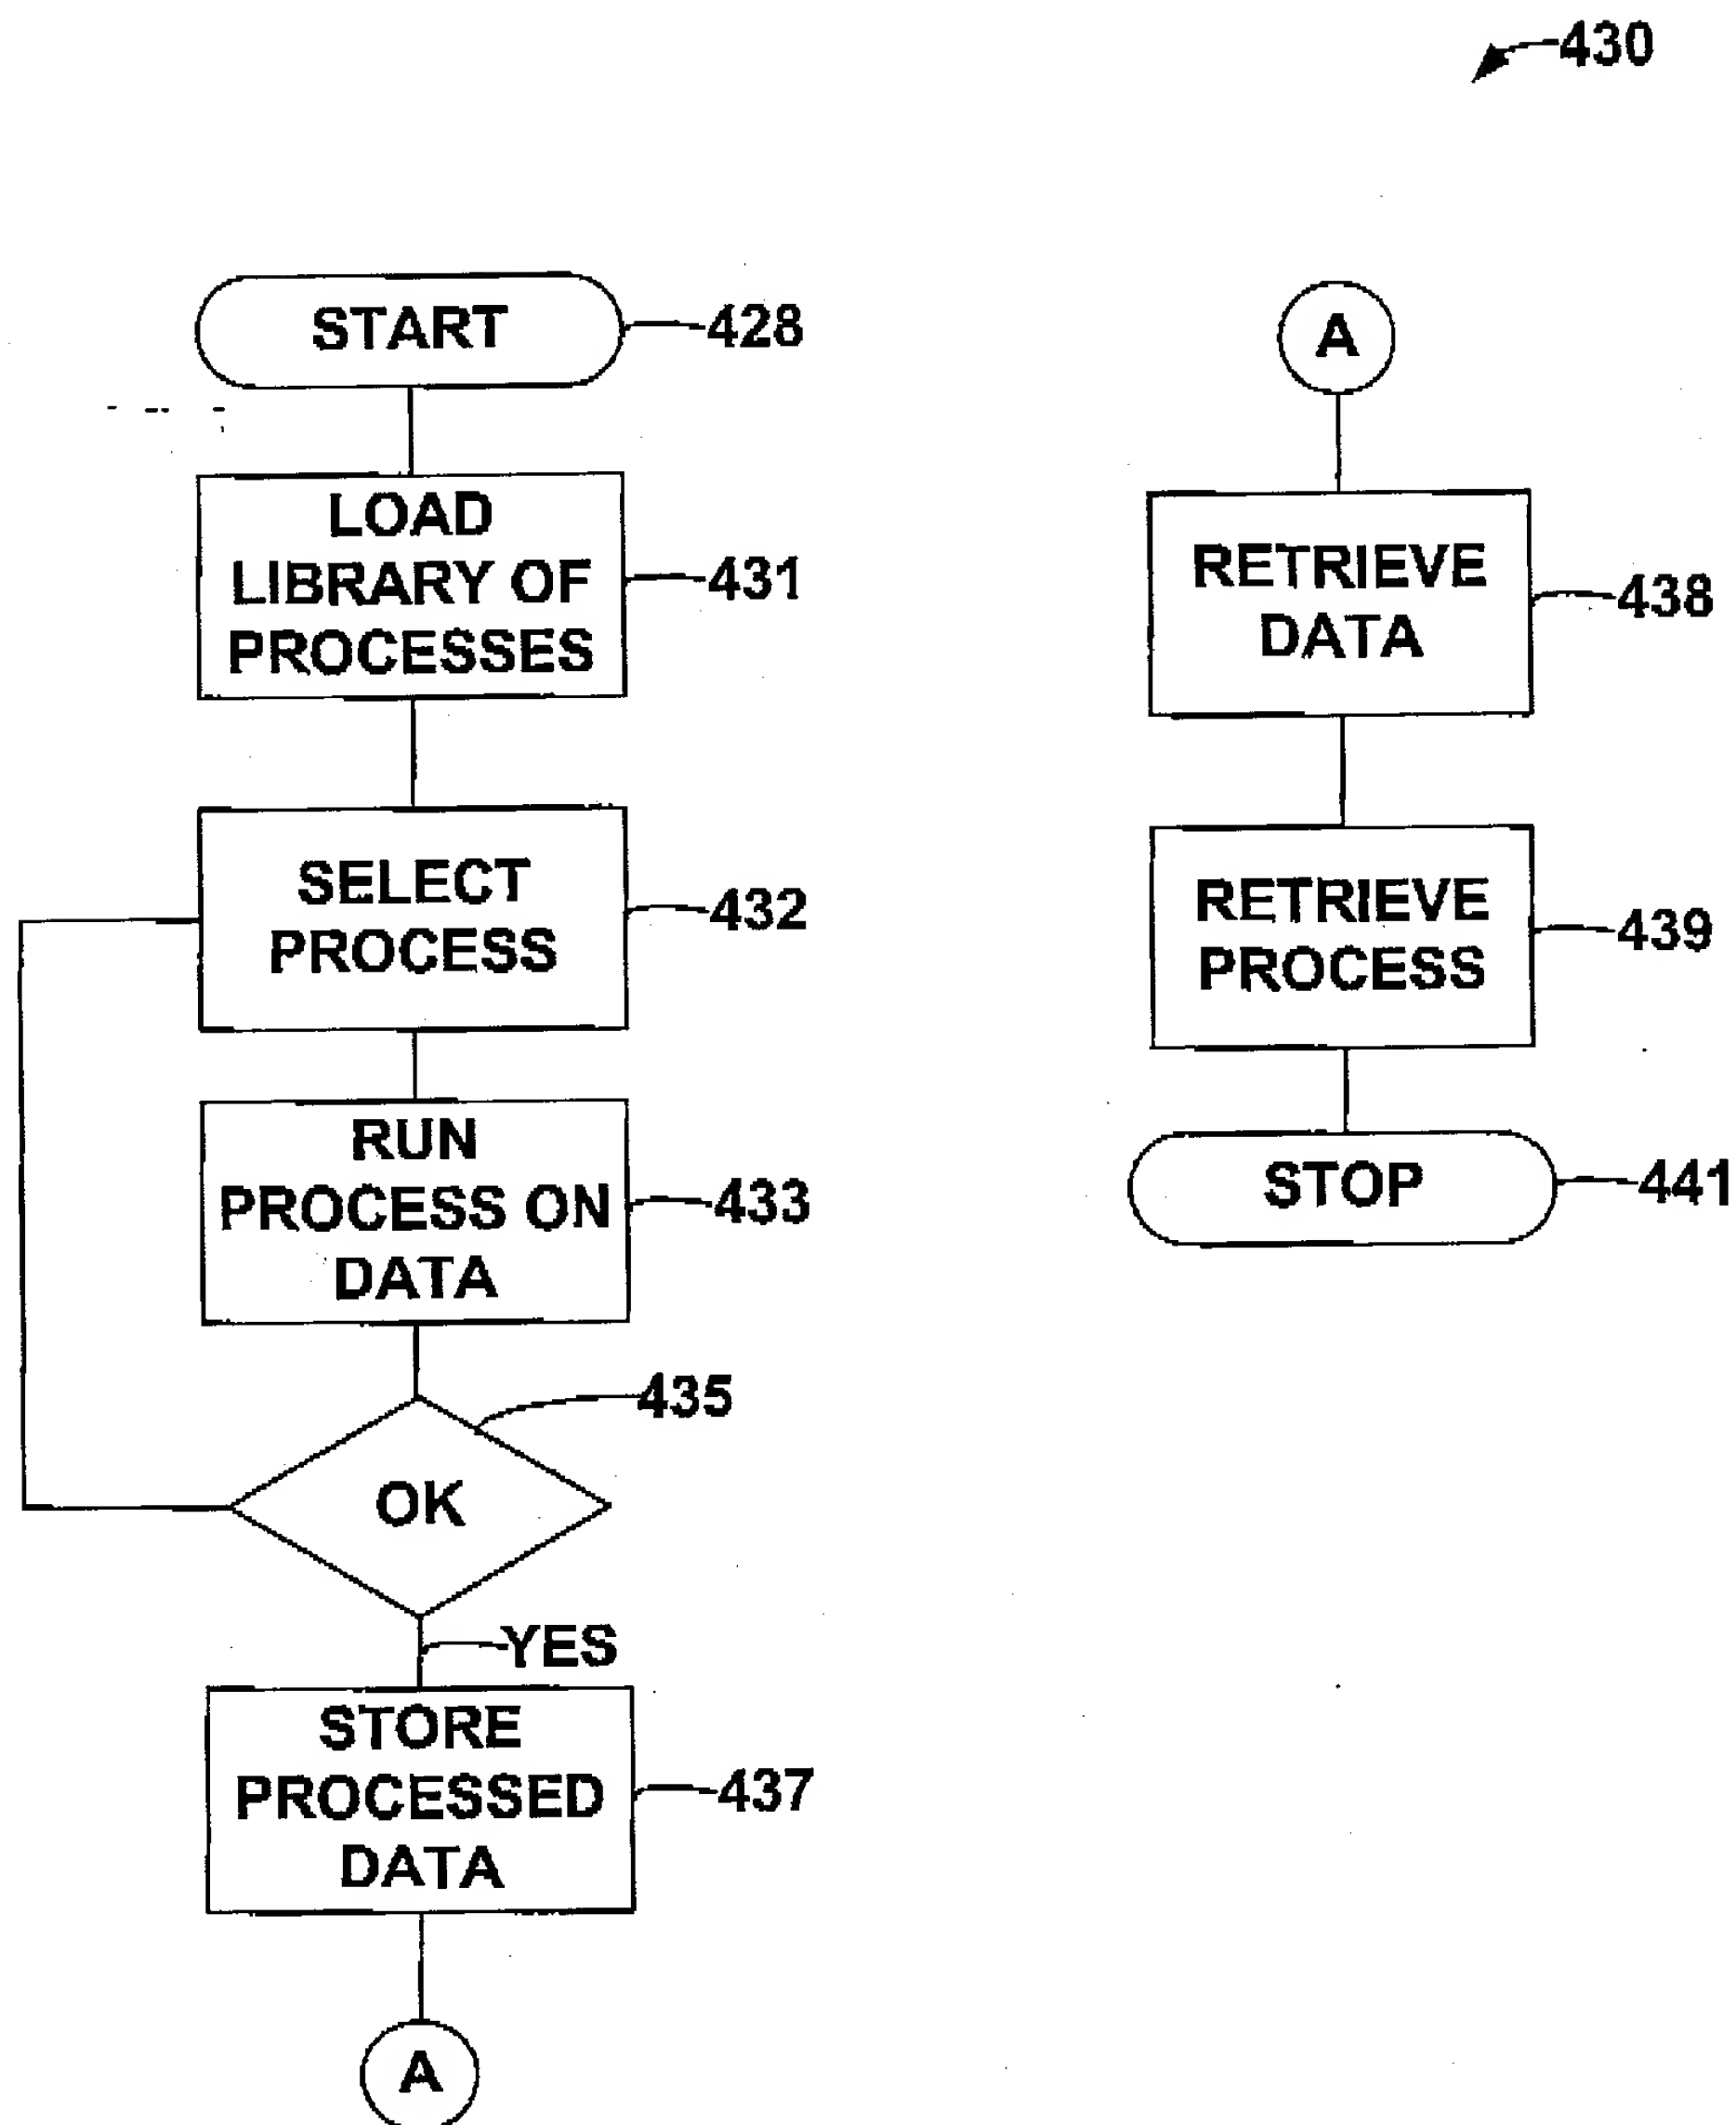 430
START
428
LOAD
LIBRARY OF
PROCESSES
431
SELECT
PROCESS
432
RUN
PROCESS ON
DATA
433
435
OK
YES
STORE
PROCESSED
DATA
437
A
A
RETRIEVE
DATA
438
RETRIEVE
PROCESS
439
STOP
441